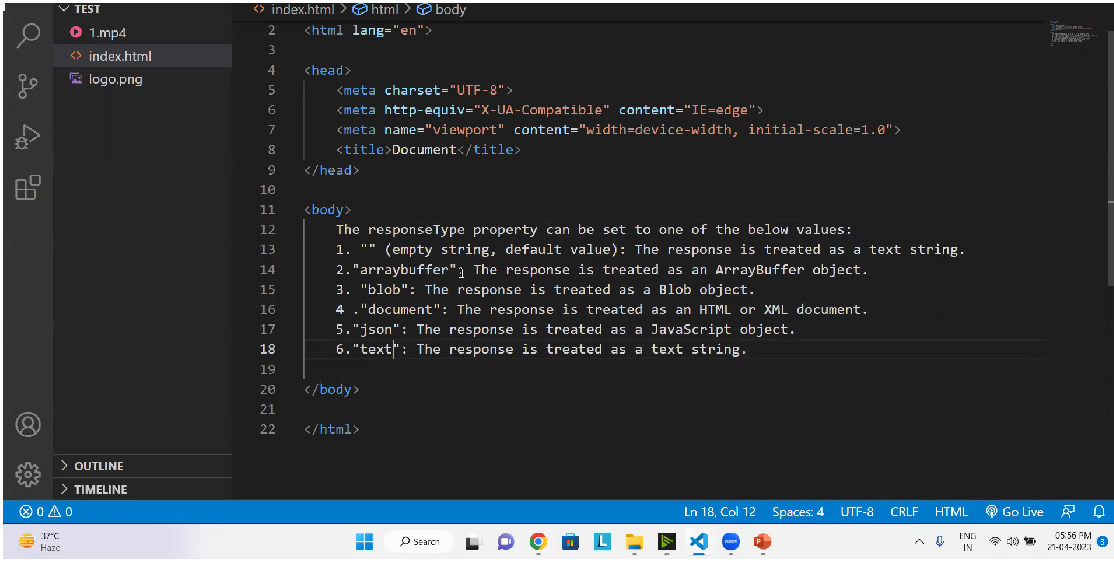 TEST
1.mp4
index.html
logo.png
OUTLINE
TIMELINE
index.html > html > body
2 <html lang="en">
3
4 <head>
5 <meta charset="UTF-8">
6 <meta http-equiv="X-UA-Compatible" content="IE=edge">
7 <meta name="viewport" content="width=device-width, initial-scale=1.0">
8 <title>Document</title>
9 </head>
10
11 <body>
12 The responseType property can be set to one of the below values:
13 1. "" (empty string, default value): The response is treated as a text string.
14 2."arraybuffer": The response is treated as an ArrayBuffer object.
15 3. "blob": The response is treated as a Blob object.
16 4 ."document": The response is treated as an HTML or XML document.
17 5."json": The response is treated as a JavaScript object.
18 6."text": The response is treated as a text string.
19
20 </body>
21
22 </html>
0 0 Ln 18, Col 12 Spaces: 4 UTF-8 CRLF HTML Go Live
37°C
Haze
Search
L
zoom
P
ENG
IN
05:56 PM
21-04-2023
3